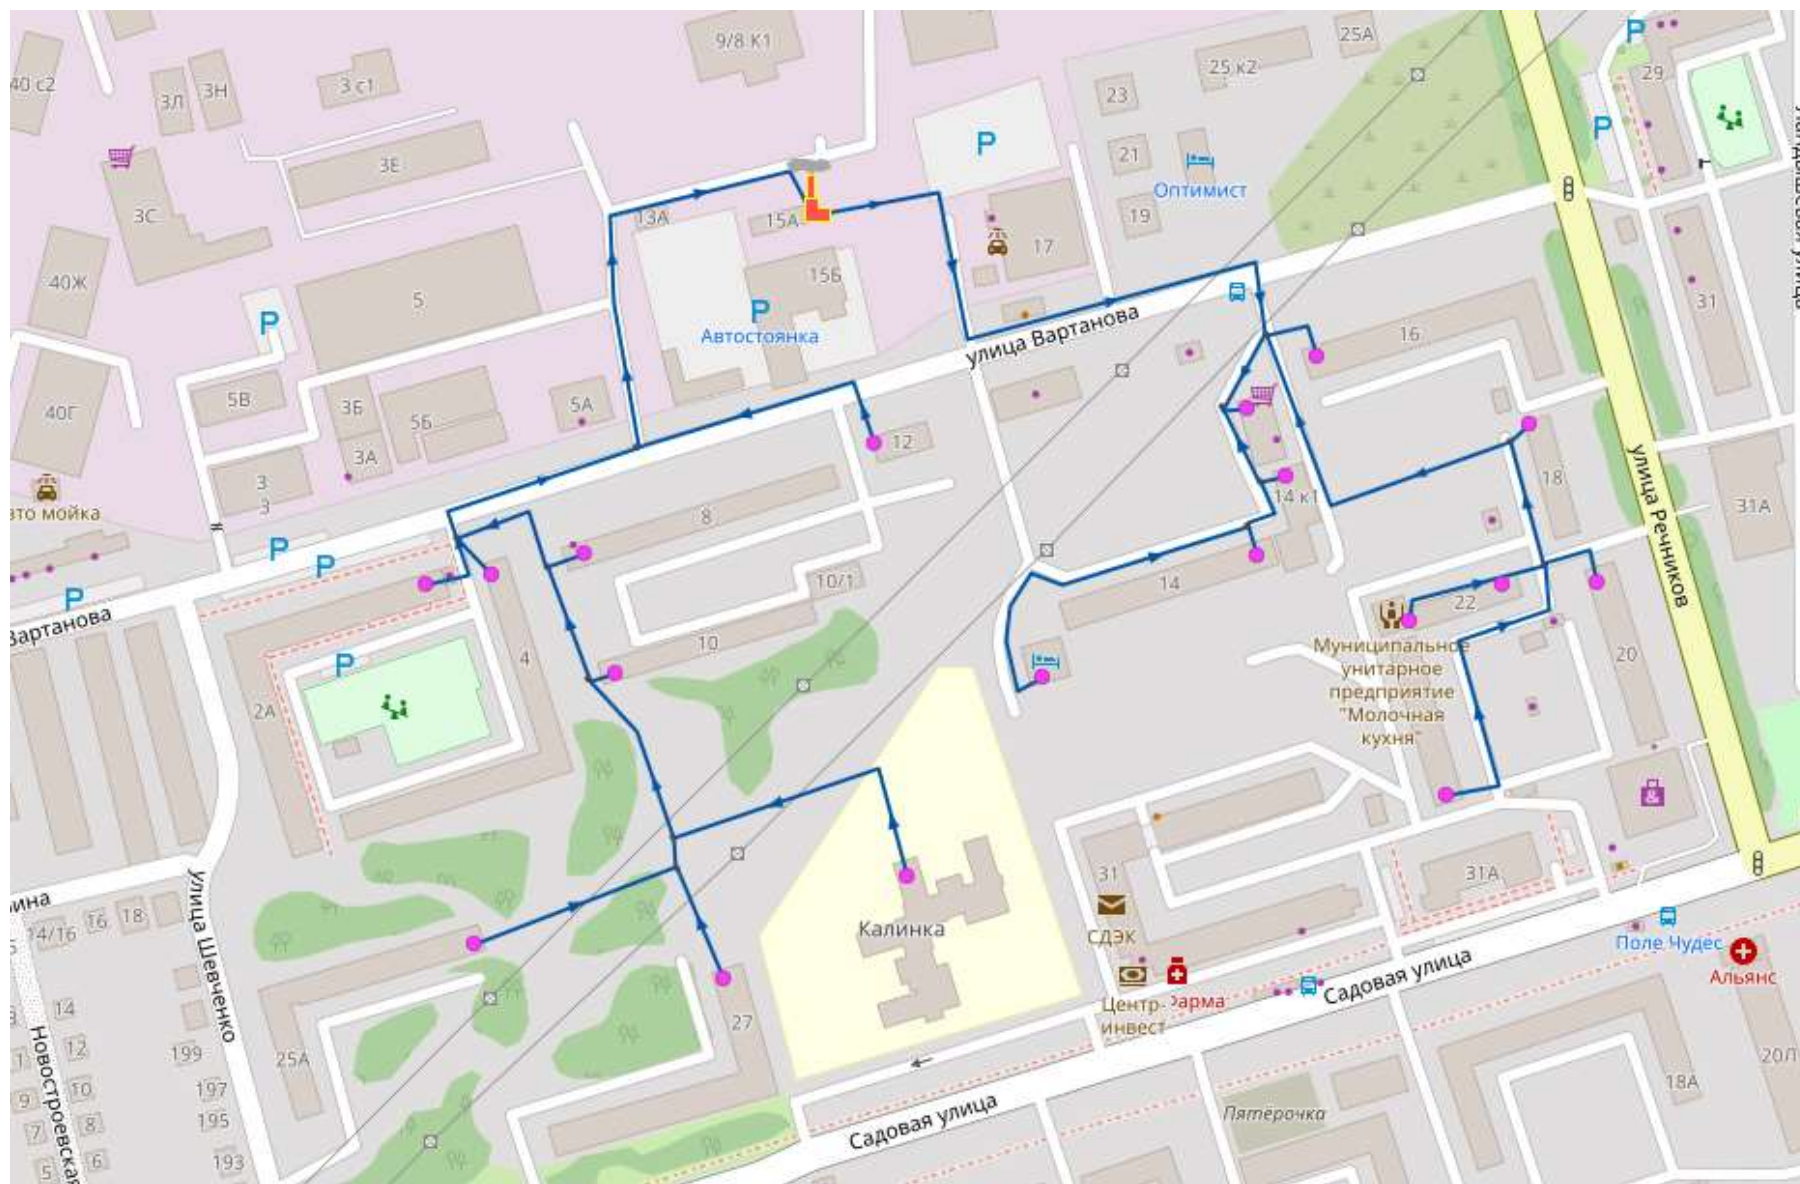 40 с2
3Л
3Н
3 с1
9/8 К1
25А
25 к2
29
23
21
Оптимист
19
17
3Е
3С
13А
15А
15Б
40Ж
5
Автостоянка
улица Вартанова
16
31
40Г
5В
3Б
5Б
5А
3А
12
18
улица Речников
31А
3
3
8
14 к1
10/1
14
22
Вартанова
4
10
20
2А
Муниципальное
унитарное
предприятие
"Молочная
кухня"
31
31А
Калинка
СДЭК
Поле Чудес
Альянс
Садовая улица
Центр-
инвест
14/16
16
18
улица Шевченко
14
12
10
8
6
9
7
5
Новостроевская
199
197
195
193
25А
27
18А
Пятёрочка
Садовая улица